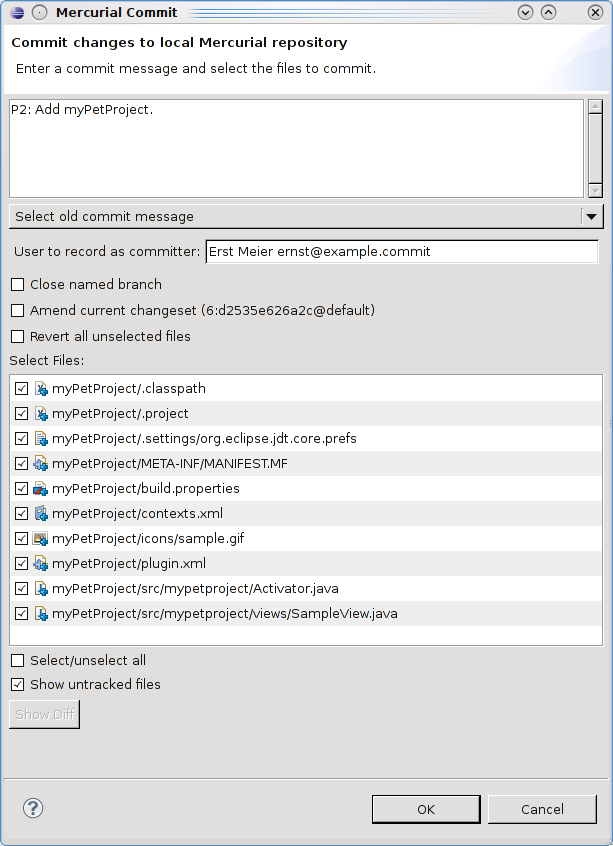 Mercurial Commit
Commit changes to local Mercurial repository
Enter a commit message and select the files to commit.
P2: Add myPetProject.
Select old commit message
User to record as committer: Erst Meier ernst@example.commit
Close named branch
Amend current changeset (6:d2535e626a2c@default)
Revert all unselected files
Select Files:
myPetProject/.classpath
myPetProject/.project
myPetProject/.settings/org.eclipse.jdt.core.prefs
myPetProject/META-INF/MANIFEST.MF
myPetProject/build.properties
myPetProject/contexts.xml
myPetProject/icons/sample.gif
myPetProject/plugin.xml
myPetProject/src/mypetproject/Activator.java
myPetProject/src/mypetproject/views/SampleView.java
Select/unselect all
Show untracked files
Show Diff
?
OK
Cancel